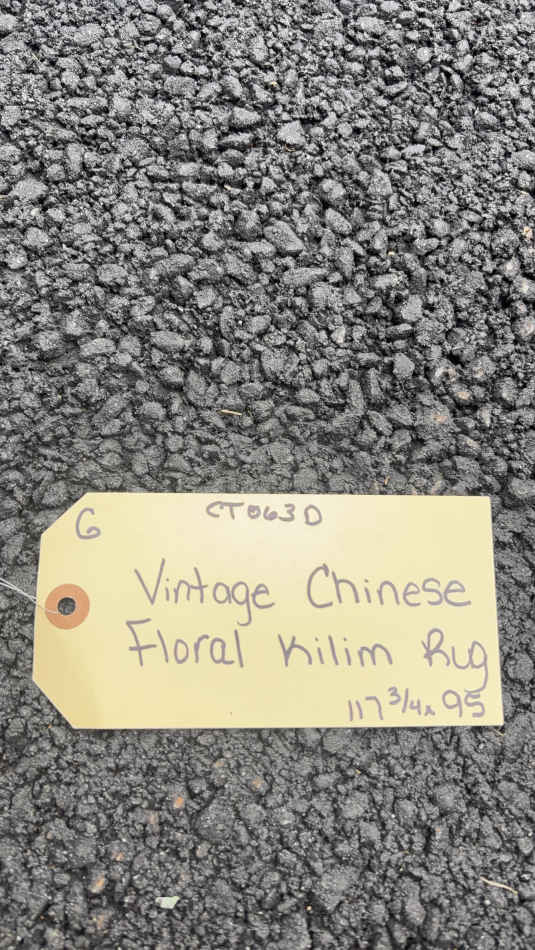 G
CT063D
Vintage Chinese
Floral Kilim Rug
117 3/4 x 95